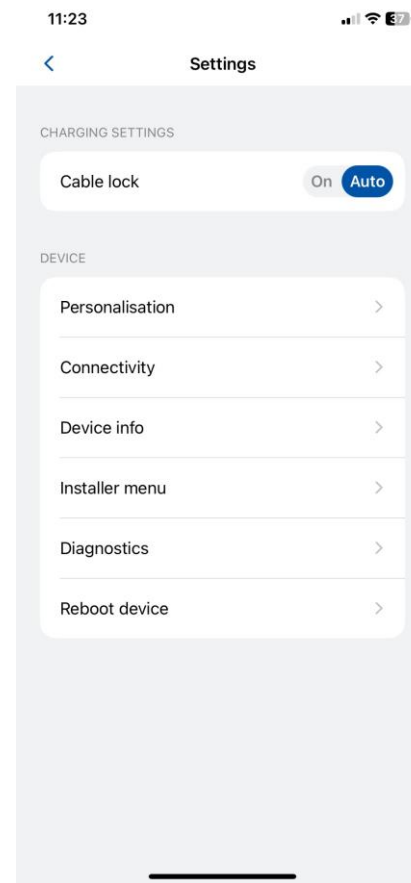 11:23
37
Settings
CHARGING SETTINGS
Cable lock
On Auto
DEVICE
Personalisation
Connectivity
Device info
Installer menu
Diagnostics
Reboot device